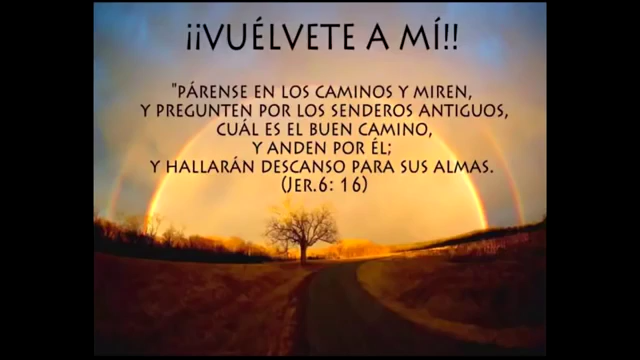 ¡¡VUÉLVETE A MÍ!!
"PÁRENSE EN LOS CAMINOS Y MIREN,
Y PREGUNTEN POR LOS SENDEROS ANTIGUOS,
CUÁL ES EL BUEN CAMINO,
Y ANDEN POR ÉL;
Y HALLARÁN DESCANSO PARA SUS ALMAS.
(JER.6: 16)